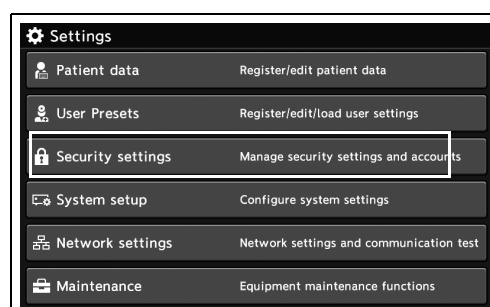 Settings
Patient data Register/edit patient data
User Presets Register/edit/load user settings
Security settings Manage security settings and accounts
System setup Configure system settings
Network settings Network settings and communication test
Maintenance Equipment maintenance functions